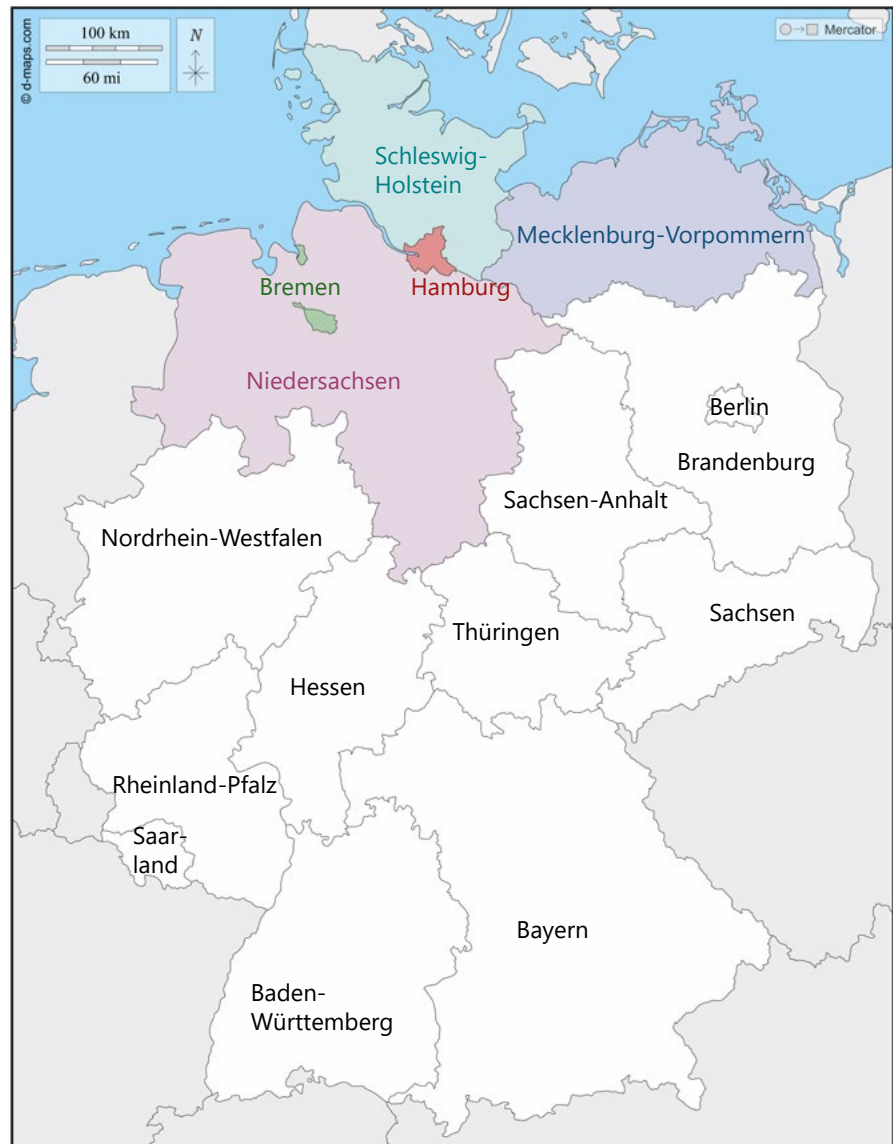 © d-maps.com
100 km
60 mi
N
Mercator
Schleswig-
Holstein
Mecklenburg-Vorpommern
Bremen
Hamburg
Niedersachsen
Berlin
Brandenburg
Sachsen-Anhalt
Nordrhein-Westfalen
Sachsen
Thüringen
Hessen
Rheinland-Pfalz
Saar-
land
Bayern
Baden-
Württemberg